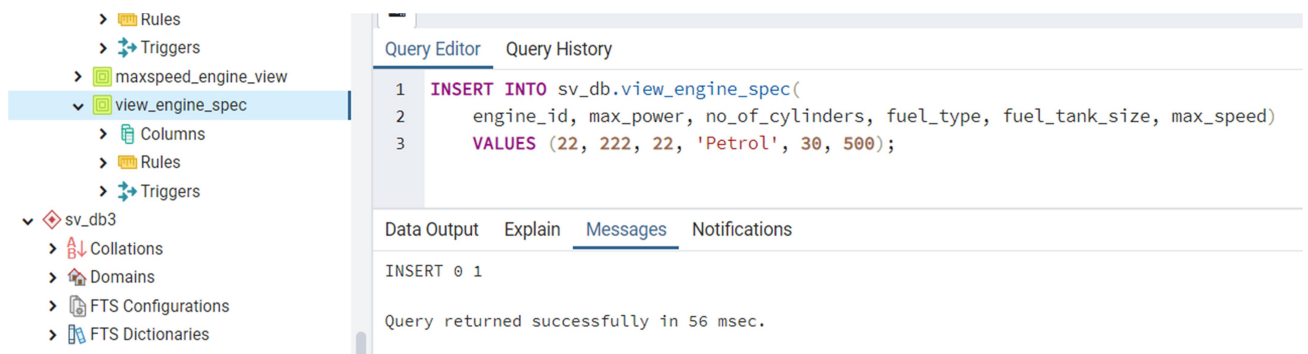 Rules
Triggers
maxspeed_engine_view
view_engine_spec
Columns
Rules
Triggers
sv_db3
Collations
Domains
FTS Configurations
FTS Dictionaries
Query Editor Query History
1 INSERT INTO sv_db.view_engine_spec(
2 engine_id, max_power, no_of_cylinders, fuel_type, fuel_tank_size, max_speed)
3 VALUES (22, 222, 22, 'Petrol', 30, 500);
Data Output Explain Messages Notifications
INSERT 0 1
Query returned successfully in 56 msec.